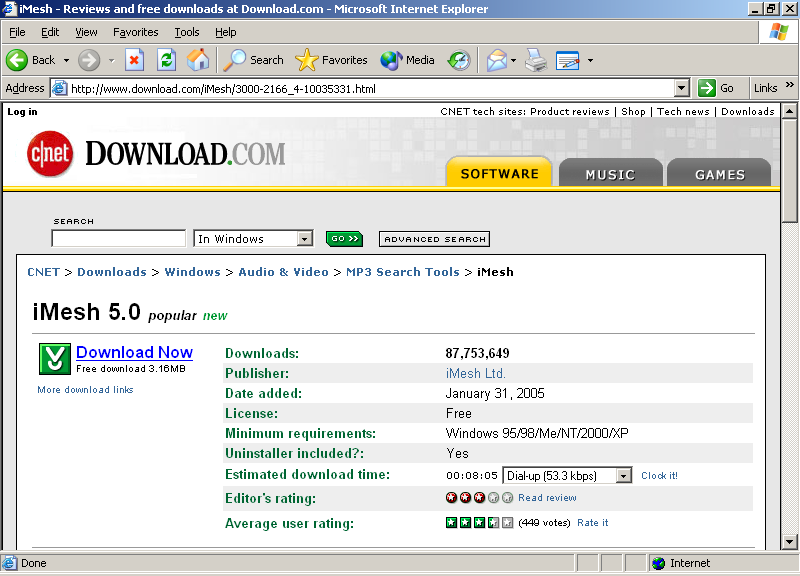 iMesh - Reviews and free downloads at Download.com - Microsoft Internet Explorer
File Edit View Favorites Tools Help
Back Search Favorites Media
Address http://www.download.com/iMesh/3000-2166_4-10035331.html Go Links »
Log in CNET tech sites: Product reviews | Shop | Tech news | Downloads
c|net DOWNLOAD.COM
SOFTWARE MUSIC GAMES
SEARCH
In Windows GO >> ADVANCED SEARCH
CNET > Downloads > Windows > Audio & Video > MP3 Search Tools > iMesh
iMesh 5.0 popular new
Download Now
Free download 3.16MB
More download links
Downloads: 87,753,649
Publisher: iMesh Ltd.
Date added: January 31, 2005
License: Free
Minimum requirements: Windows 95/98/Me/NT/2000/XP
Uninstaller included?: Yes
Estimated download time: 00:08:05 Dial-up (53.3 kbps) Clock it!
Editor's rating: Read review
Average user rating: (449 votes) Rate it
Done Internet